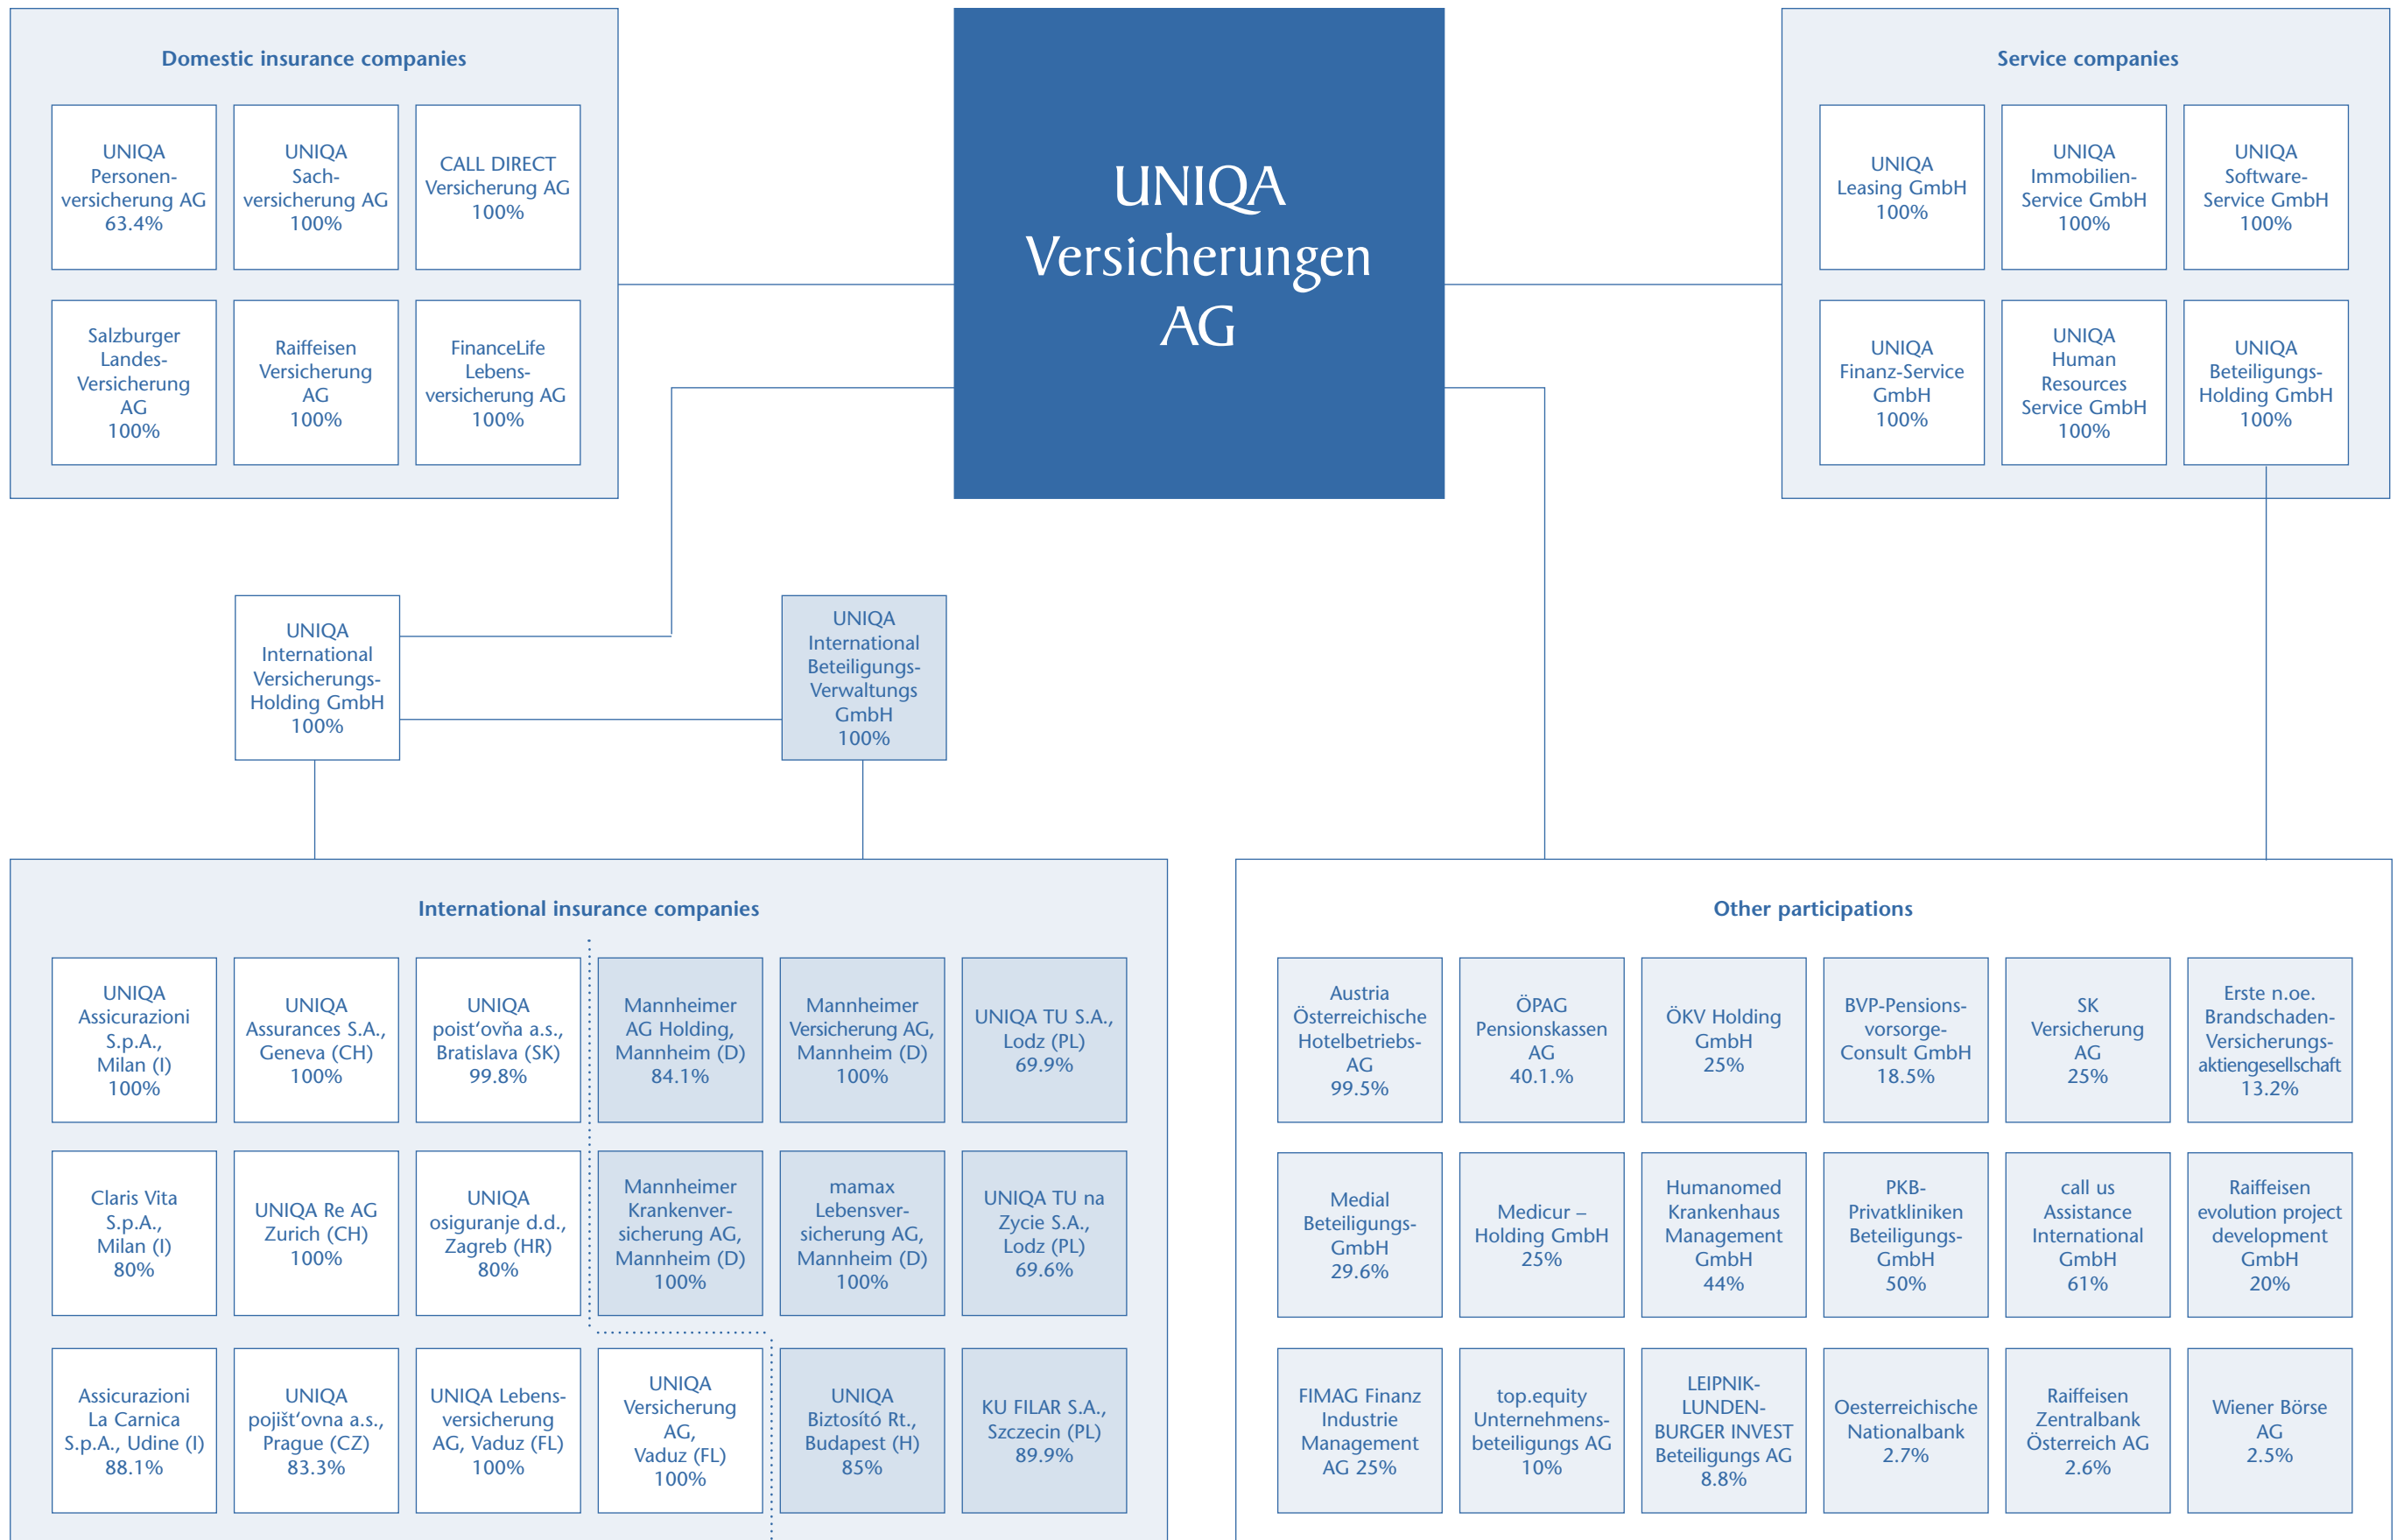 Domestic insurance companies
UNIQA
Personen-
versicherung AG
63.4%
UNIQA
Sach-
versicherung AG
100%
CALL DIRECT
Versicherung AG
100%
Salzburger
Landes-
Versicherung
AG
100%
Raiffeisen
Versicherung
AG
100%
FinanceLife
Lebens-
versicherung AG
100%
UNIQA
Versicherungen
AG
Service companies
UNIQA
Leasing GmbH
100%
UNIQA
Immobilien-
Service GmbH
100%
UNIQA
Software-
Service GmbH
100%
UNIQA
Finanz-Service
GmbH
100%
UNIQA
Human
Resources
Service GmbH
100%
UNIQA
Beteiligungs-
Holding GmbH
100%
UNIQA
International
Versicherungs-
Holding GmbH
100%
UNIQA
International
Beteiligungs-
Verwaltungs
GmbH
100%
International insurance companies
UNIQA
Assicurazioni
S.p.A.,
Milan (I)
100%
UNIQA
Assurances S.A.,
Geneva (CH)
100%
UNIQA
poist‘ovňa a.s.,
Bratislava (SK)
99.8%
Mannheimer
AG Holding,
Mannheim (D)
84.1%
Mannheimer
Versicherung AG,
Mannheim (D)
100%
UNIQA TU S.A.,
Lodz (PL)
69.9%
Claris Vita
S.p.A.,
Milan (I)
80%
UNIQA Re AG
Zurich (CH)
100%
UNIQA
osiguranje d.d.,
Zagreb (HR)
80%
Mannheimer
Krankenver-
sicherung AG,
Mannheim (D)
100%
mamax
Lebensver-
sicherung AG,
Mannheim (D)
100%
UNIQA TU na
Zycie S.A.,
Lodz (PL)
69.6%
Assicurazioni
La Carnica
S.p.A., Udine (I)
88.1%
UNIQA
pojišt‘ovna a.s.,
Prague (CZ)
83.3%
UNIQA Lebens-
versicherung
AG, Vaduz (FL)
100%
UNIQA
Versicherung
AG,
Vaduz (FL)
100%
UNIQA
Biztosító Rt.,
Budapest (H)
85%
KU FILAR S.A.,
Szczecin (PL)
89.9%
Other participations
Austria
Österreichische
Hotelbetriebs-
AG
99.5%
ÖPAG
Pensionskassen
AG
40.1.%
ÖKV Holding
GmbH
25%
BVP-Pensions-
vorsorge-
Consult GmbH
18.5%
SK
Versicherung
AG
25%
Erste n.oe.
Brandschaden-
Versicherungs-
aktiengesellschaft
13.2%
Medial
Beteiligungs-
GmbH
29.6%
Medicur –
Holding GmbH
25%
Humanomed
Krankenhaus
Management
GmbH
44%
PKB-
Privatkliniken
Beteiligungs-
GmbH
50%
call us
Assistance
International
GmbH
61%
Raiffeisen
evolution project
development
GmbH
20%
FIMAG Finanz
Industrie
Management
AG 25%
top.equity
Unternehmens-
beteiligungs AG
10%
LEIPNIK-
LUNDEN-
BURGER INVEST
Beteiligungs AG
8.8%
Oesterreichische
Nationalbank
2.7%
Raiffeisen
Zentralbank
Österreich AG
2.6%
Wiener Börse
AG
2.5%